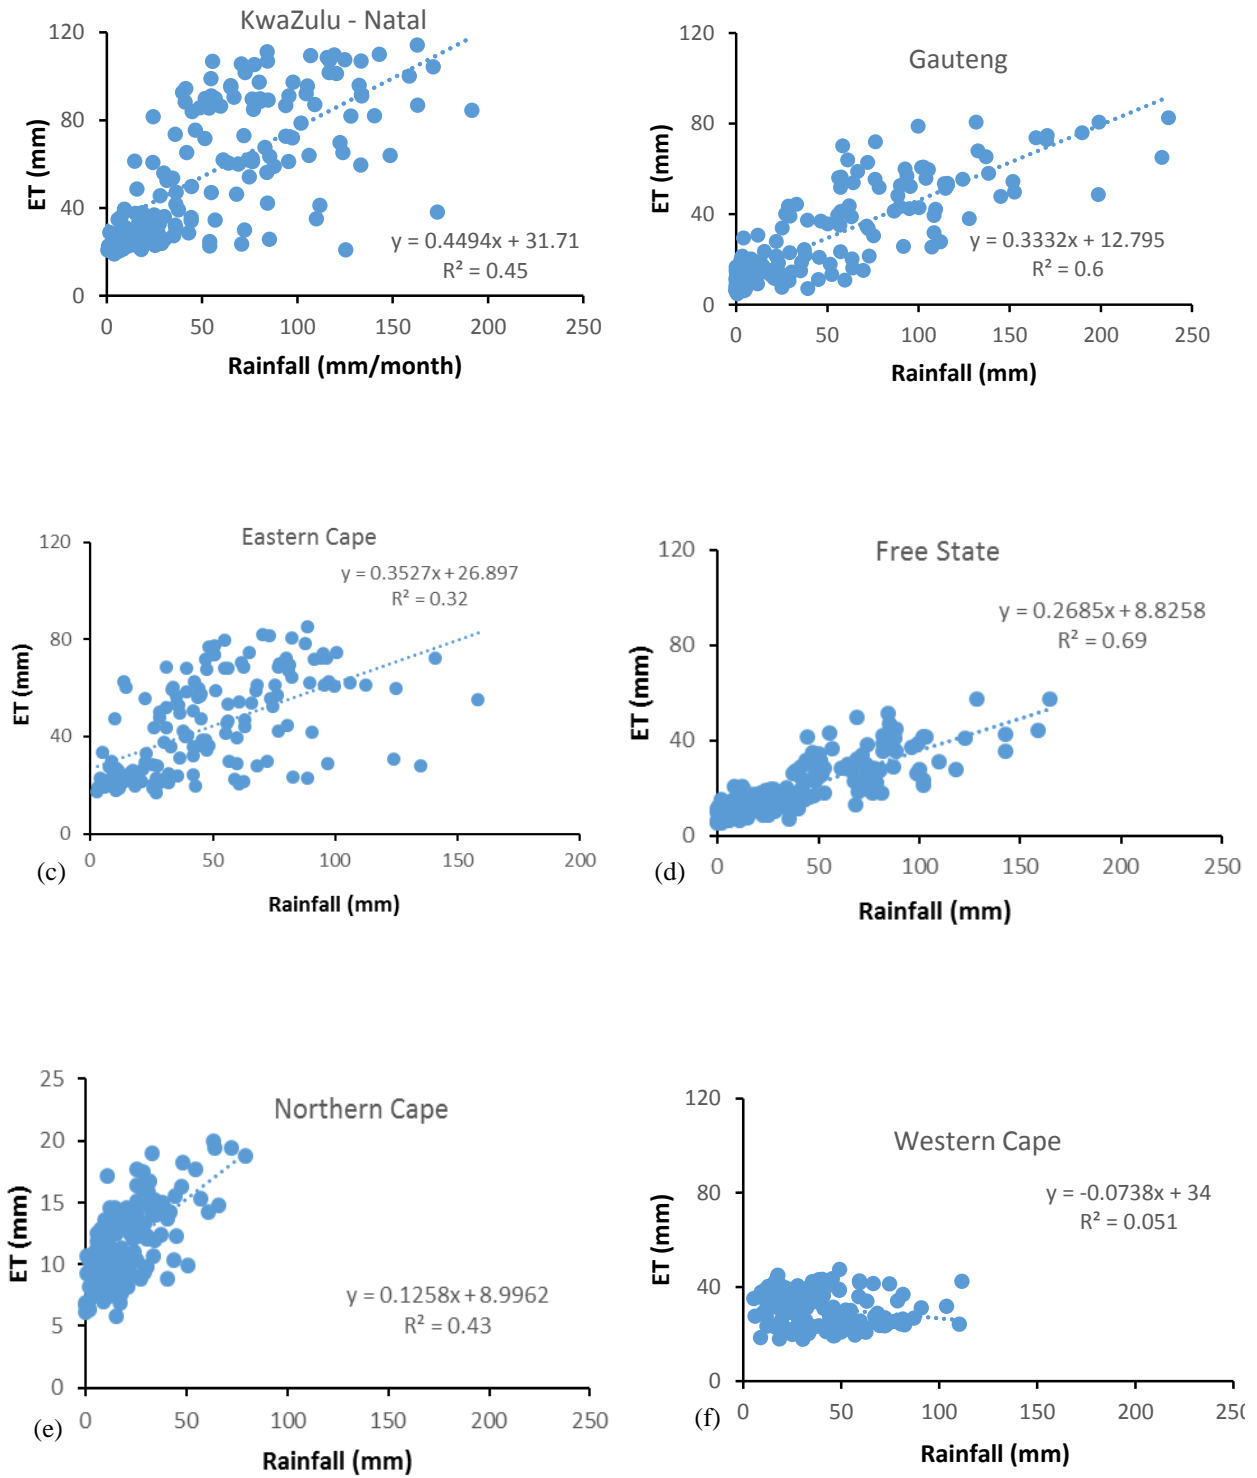 KwaZulu - Natal
120
80
40
0
ET (mm)
y = 0.4494x + 31.71
R² = 0.45
0 50 100 150 200 250
Rainfall (mm/month)
Gauteng
120
80
40
0
ET (mm)
y = 0.3332x + 12.795
R² = 0.6
0 50 100 150 200 250
Rainfall (mm)
Eastern Cape
120
80
40
0
ET (mm)
y = 0.3527x + 26.897
R² = 0.32
0 50 100 150 200
(c)
Rainfall (mm)
Free State
120
80
40
0
ET (mm)
y = 0.2685x + 8.8258
R² = 0.69
0 50 100 150 200 250
(d)
Rainfall (mm)
Northern Cape
25
20
15
10
5
0
ET (mm)
y = 0.1258x + 8.9962
R² = 0.43
0 50 100 150 200 250
(e)
Rainfall (mm)
Western Cape
120
80
40
0
ET (mm)
y = -0.0738x + 34
R² = 0.051
0 50 100 150 200
(f)
Rainfall (mm)